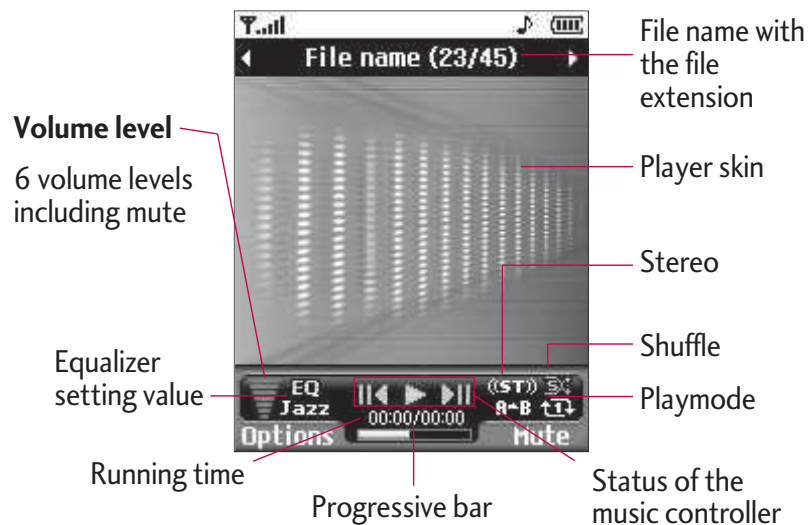 File name (23/45)
File name with
the file
extension
Volume level
6 volume levels
including mute
Player skin
Stereo
Shuffle
Equalizer
setting value
EQ
Jazz
((ST))
A-B
1
Playmode
00:00/00:00
Options
Mute
Running time
Progressive bar
Status of the
music controller